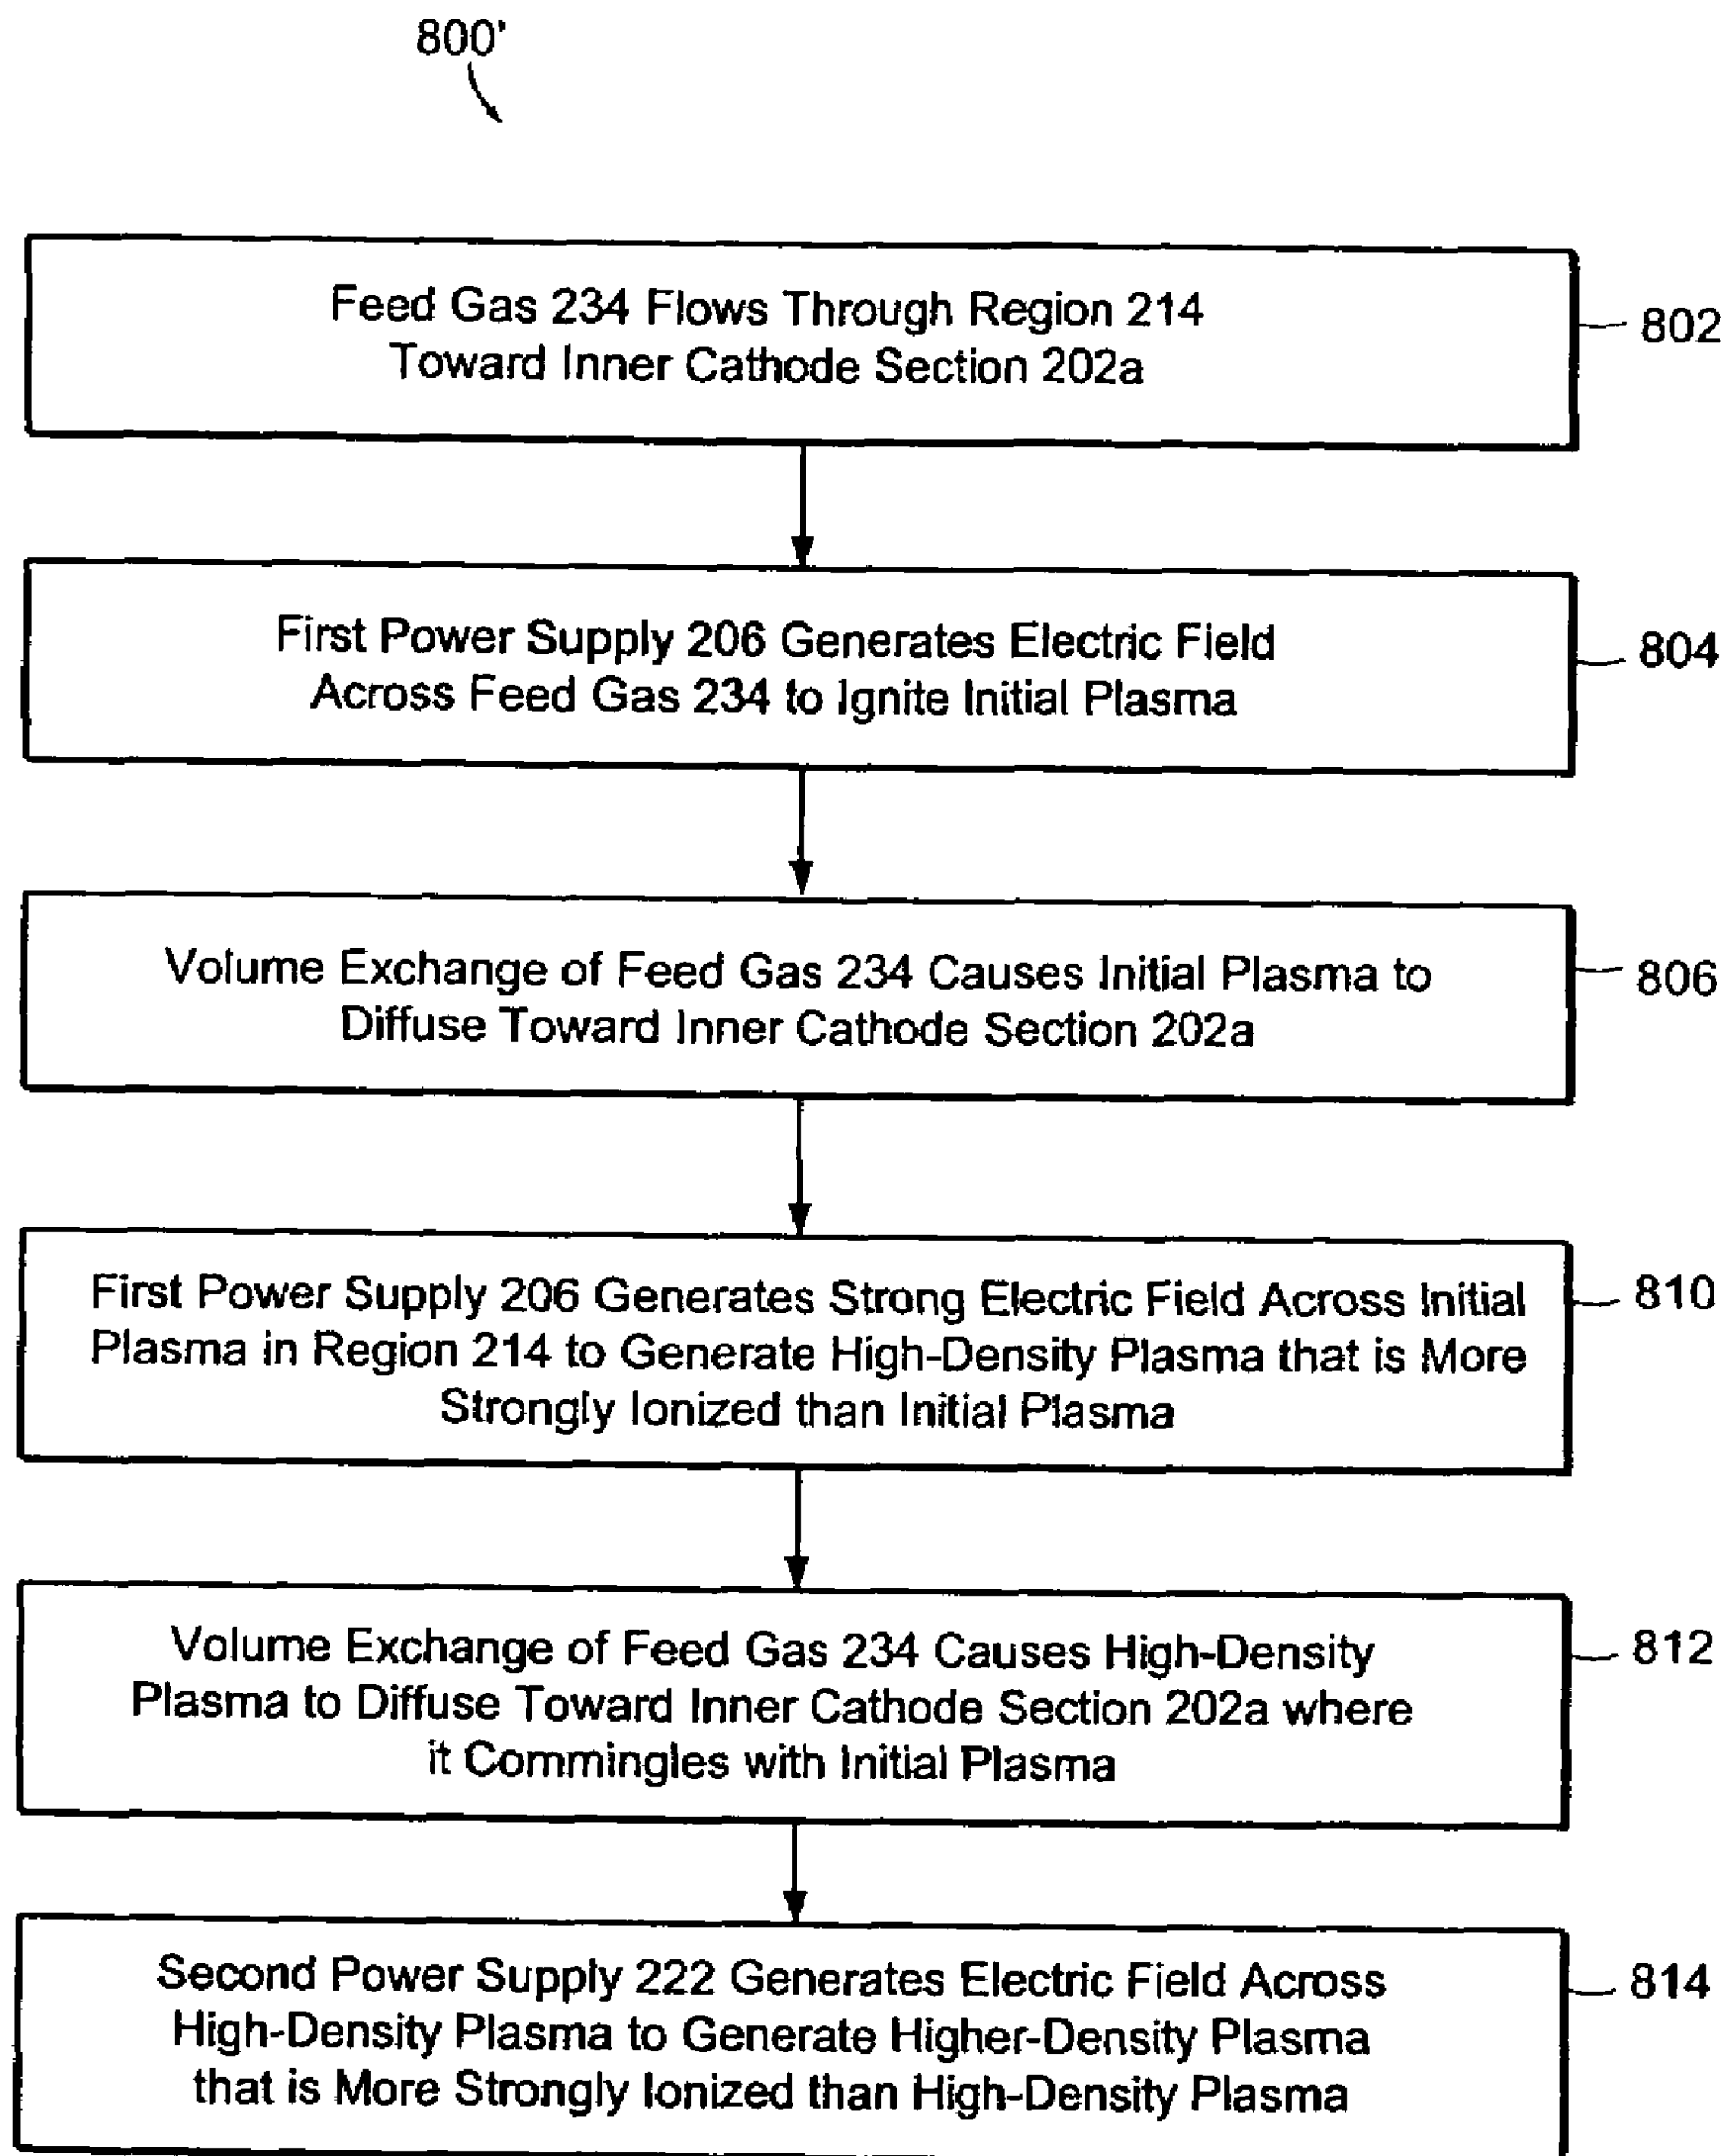 800'
Feed Gas 234 Flows Through Region 214
Toward Inner Cathode Section 202a
802
First Power Supply 206 Generates Electric Field
Across Feed Gas 234 to Ignite Initial Plasma
804
Volume Exchange of Feed Gas 234 Causes Initial Plasma to
Diffuse Toward Inner Cathode Section 202a
806
First Power Supply 206 Generates Strong Electric Field Across Initial
Plasma in Region 214 to Generate High-Density Plasma that is More
Strongly Ionized than Initial Plasma
810
Volume Exchange of Feed Gas 234 Causes High-Density
Plasma to Diffuse Toward Inner Cathode Section 202a where
it Commingles with Initial Plasma
812
Second Power Supply 222 Generates Electric Field Across
High-Density Plasma to Generate Higher-Density Plasma
that is More Strongly Ionized than High-Density Plasma
814